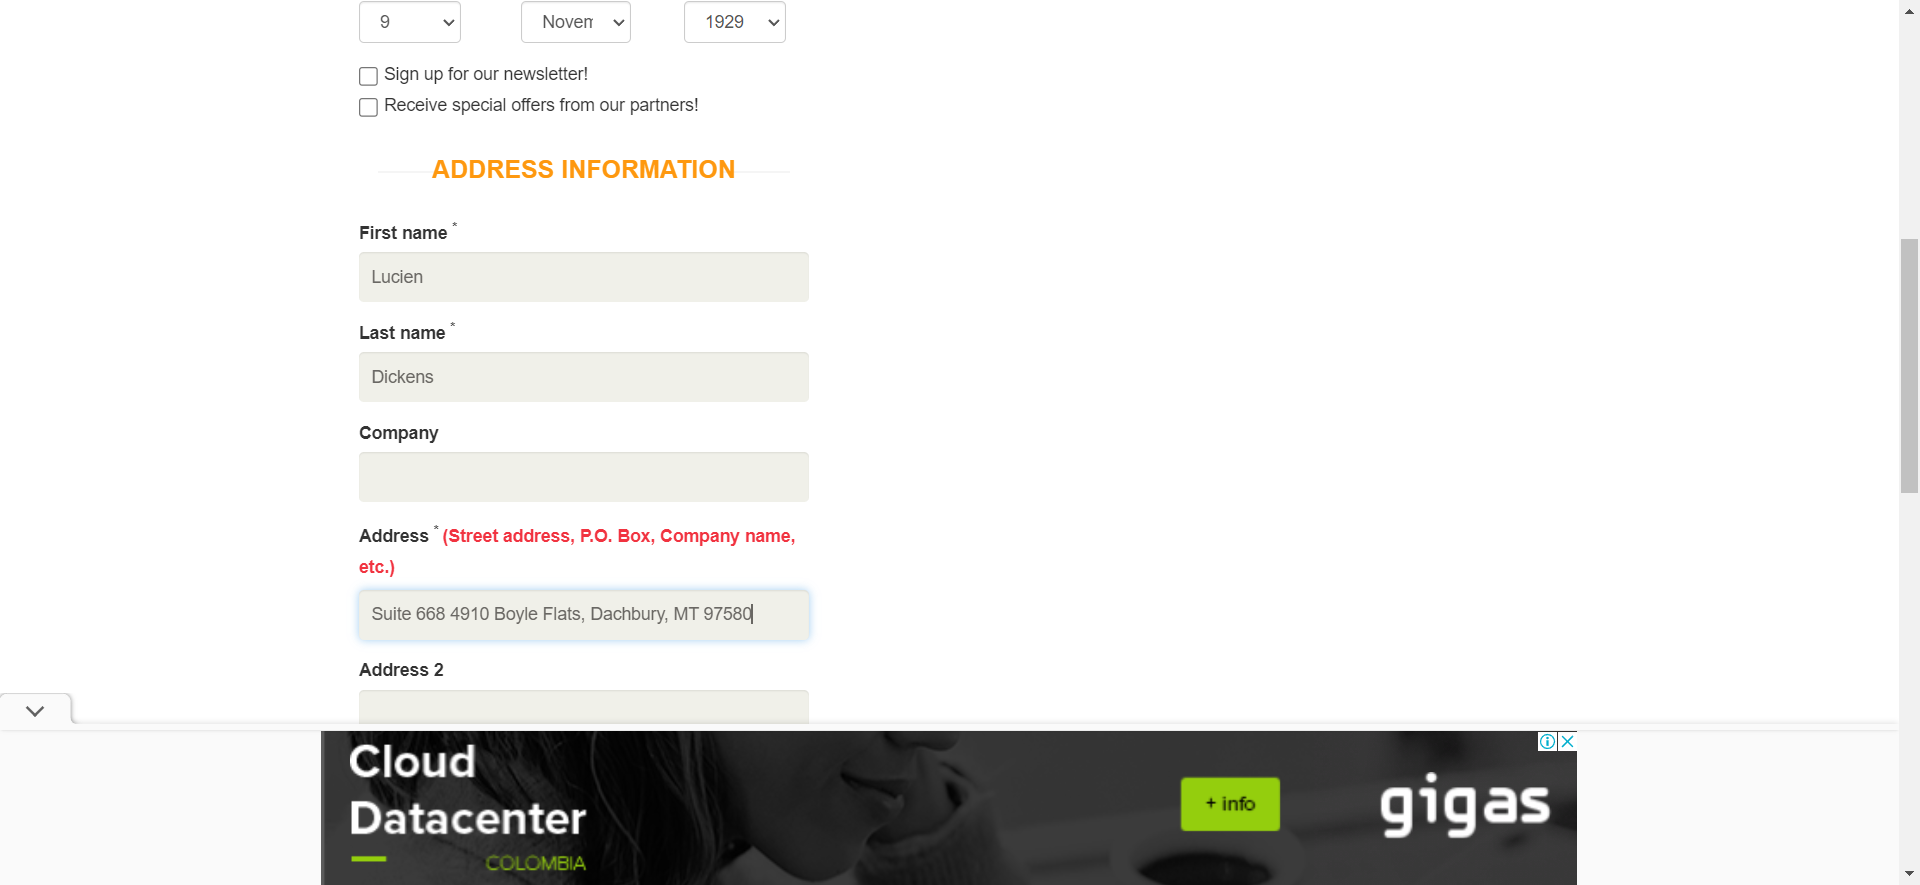 9 Novem 1929
Sign up for our newsletter!
Receive special offers from our partners!
ADDRESS INFORMATION
First name *
Lucien
Last name *
Dickens
Company
Address * (Street address, P.O. Box, Company name,
etc.)
Suite 668 4910 Boyle Flats, Dachbury, MT 97580
Address 2
Cloud
Datacenter
COLOMBIA
+ info
gigas